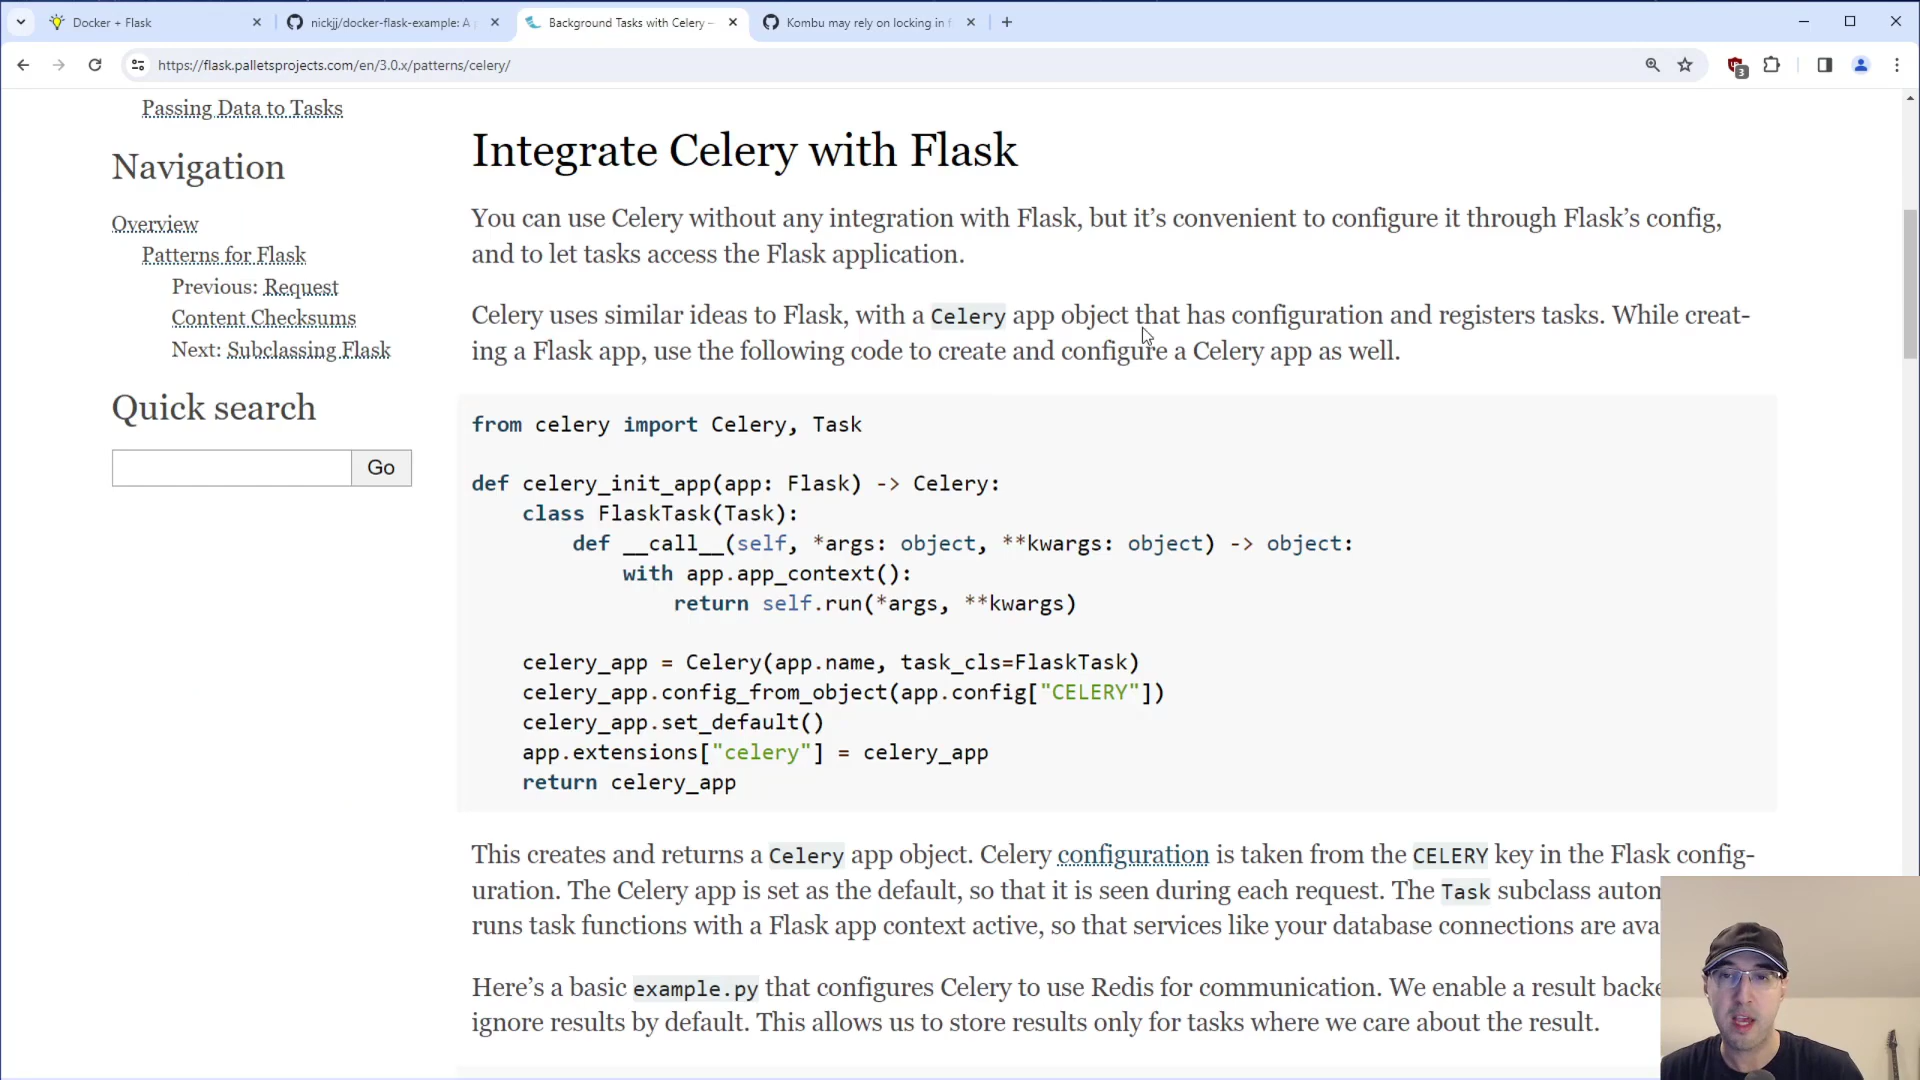 Docker + Flask
nickjj/docker-flask-example: A
Background Tasks with Celery —
Kombu may rely on locking in f
https://flask.palletsprojects.com/en/3.0.x/patterns/celery/
3
Passing Data to Tasks
Navigation
Overview
Patterns for Flask
Previous: Request
Content Checksums
Next: Subclassing Flask
Quick search
Go
Integrate Celery with Flask
You can use Celery without any integration with Flask, but it’s convenient to configure it through Flask’s config,
and to let tasks access the Flask application.
Celery uses similar ideas to Flask, with a Celery app object that has configuration and registers tasks. While creat-
ing a Flask app, use the following code to create and configure a Celery app as well.
from celery import Celery, Task
def celery_init_app(app: Flask) -> Celery:
    class FlaskTask(Task):
        def __call__(self, *args: object, **kwargs: object) -> object:
            with app.app_context():
                return self.run(*args, **kwargs)
    celery_app = Celery(app.name, task_cls=FlaskTask)
    celery_app.config_from_object(app.config["CELERY"])
    celery_app.set_default()
    app.extensions["celery"] = celery_app
    return celery_app
This creates and returns a Celery app object. Celery configuration is taken from the CELERY key in the Flask config-
uration. The Celery app is set as the default, so that it is seen during each request. The Task subclass autom
runs task functions with a Flask app context active, so that services like your database connections are ava
Here’s a basic example.py that configures Celery to use Redis for communication. We enable a result backe
ignore results by default. This allows us to store results only for tasks where we care about the result.